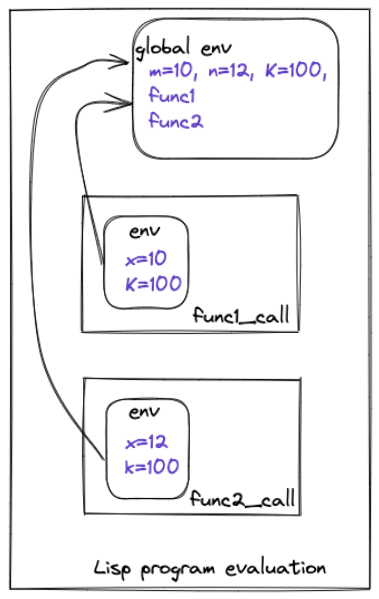 global env
m=10, n=12, K=100,
func1
func2
env
x=10
K=100
func1_call
env
x=12
k=100
func2_call
Lisp program evaluation